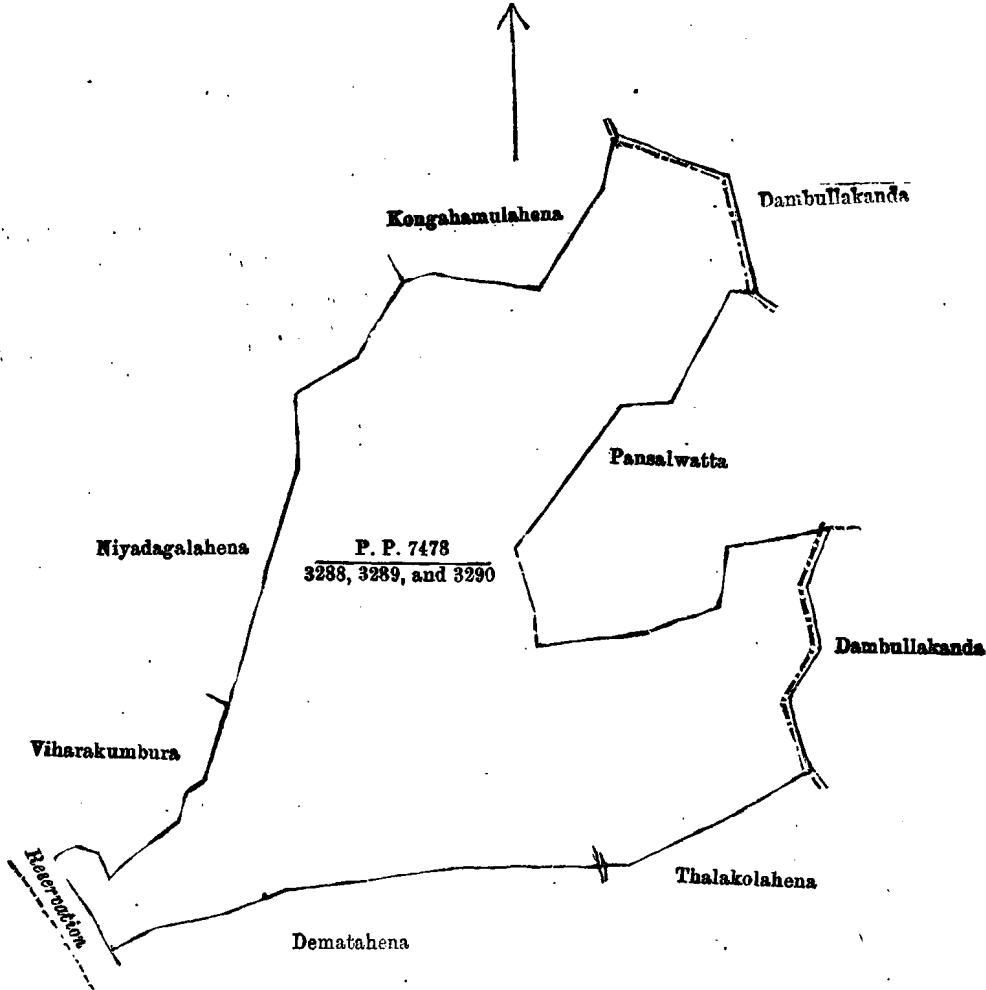 Kongahamulahena
Dambullakanda
Pansalwatta
Niyadagalahena
P. P. 7478
3288, 3289, and 3290
Dambullakanda
Viharakumbura
Reservation
Thalakolahena
Dematahena